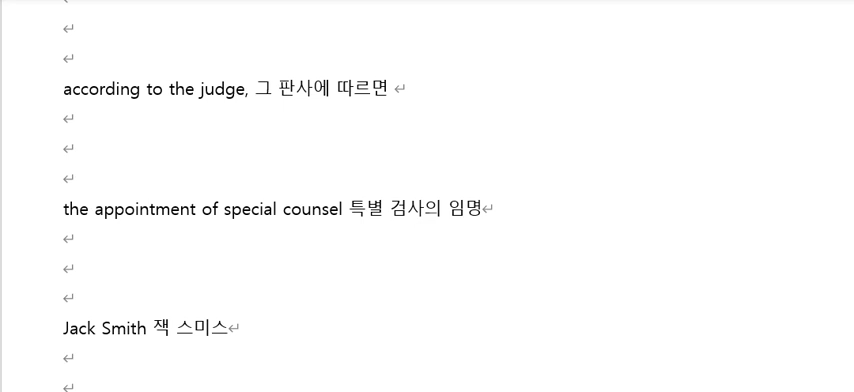 according to the judge, 그 판사에 따르면
the appointment of special counsel 특별 검사의 임명
Jack Smith 잭 스미스